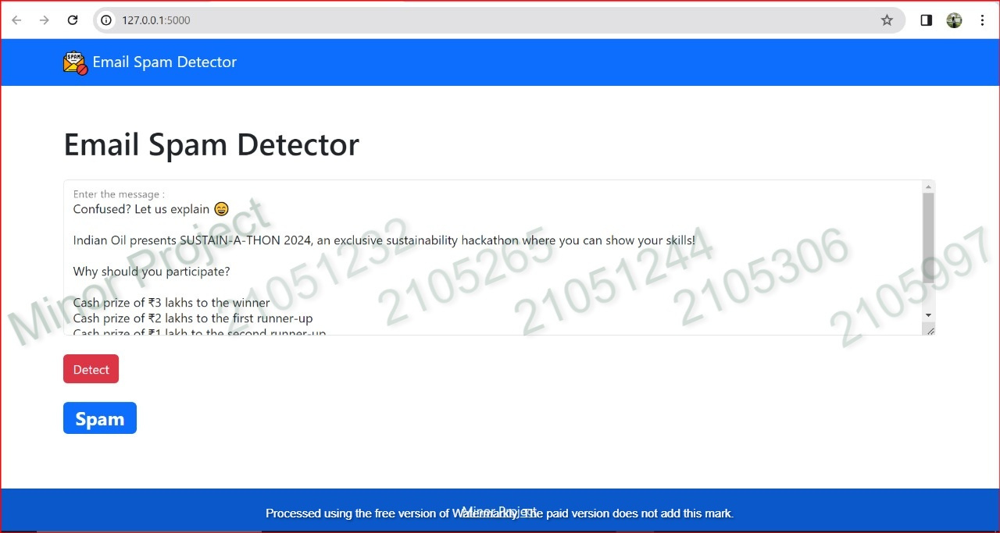 127.0.0.1:5000
SPAM
Email Spam Detector
Email Spam Detector
Enter the message :
Confused? Let us explain 😄
Indian Oil presents SUSTAIN-A-THON 2024, an exclusive sustainability hackathon where you can show your skills!
Why should you participate?
Cash prize of ₹3 lakhs to the winner
Cash prize of ₹2 lakhs to the first runner-up
Cash prize of ₹1 lakh to the second runner-up
Minor Project
21051232
2105265
21051244
2105306
2105997
Detect
Spam
Minor Project
Processed using the free version of Watermarkly. The paid version does not add this mark.